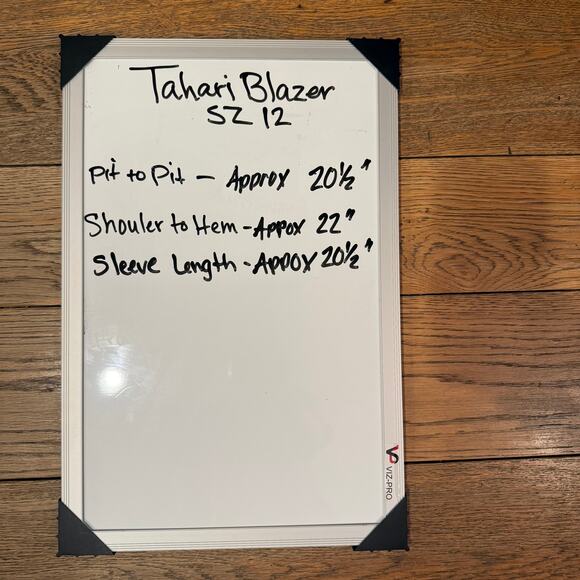 Tahari Blazer
SZ 12
Pit to Pit - Approx 20½"
Shouler to Hem - Appox 22"
Sleeve Length - Appox 20½"
VP VIZ-PRO